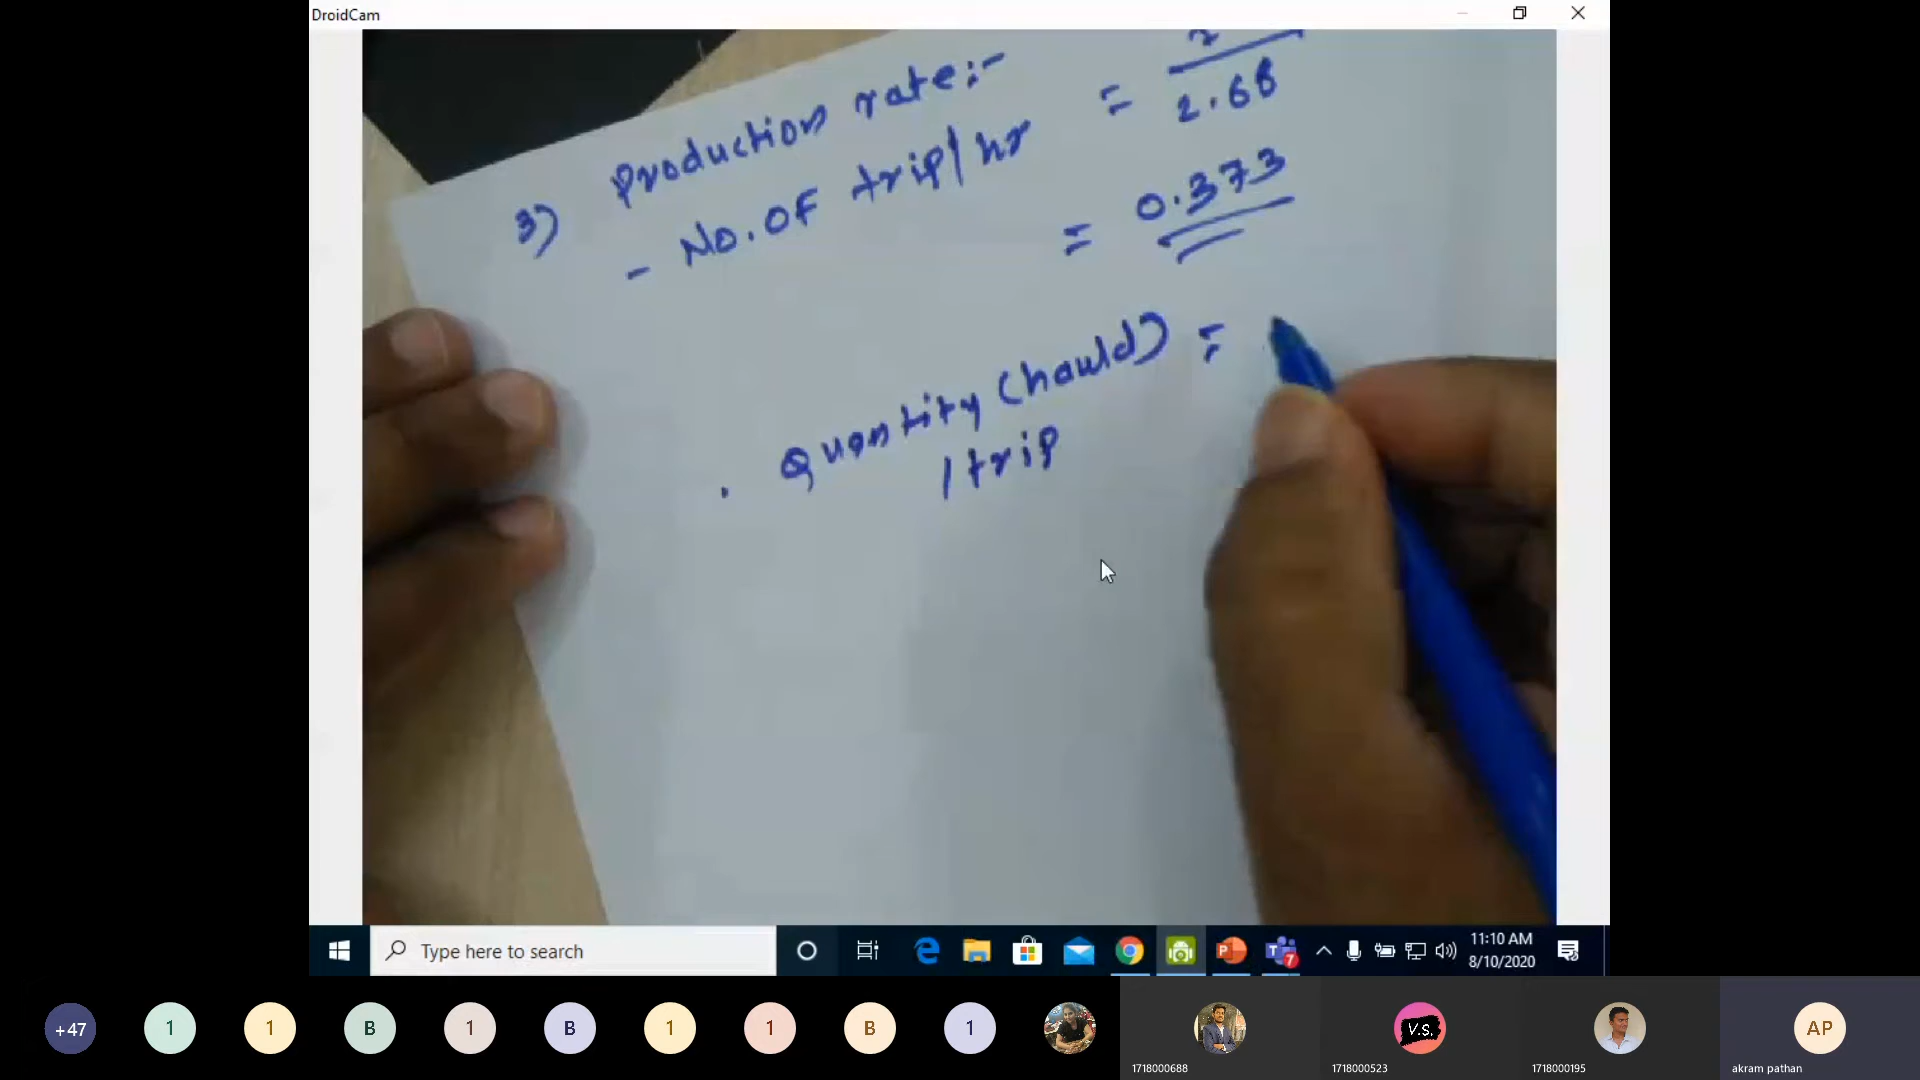 DroidCam
3) Production rate:-
- No. of trip/hr =
2.68
= 0.373
. Quantity (hauld) =
/trip
Type here to search
11:10 AM
8/10/2020
7
+47
1
1
B
1
B
1
1
B
1
V.S.
AP
1718000688
1718000523
1718000195
akram pathan